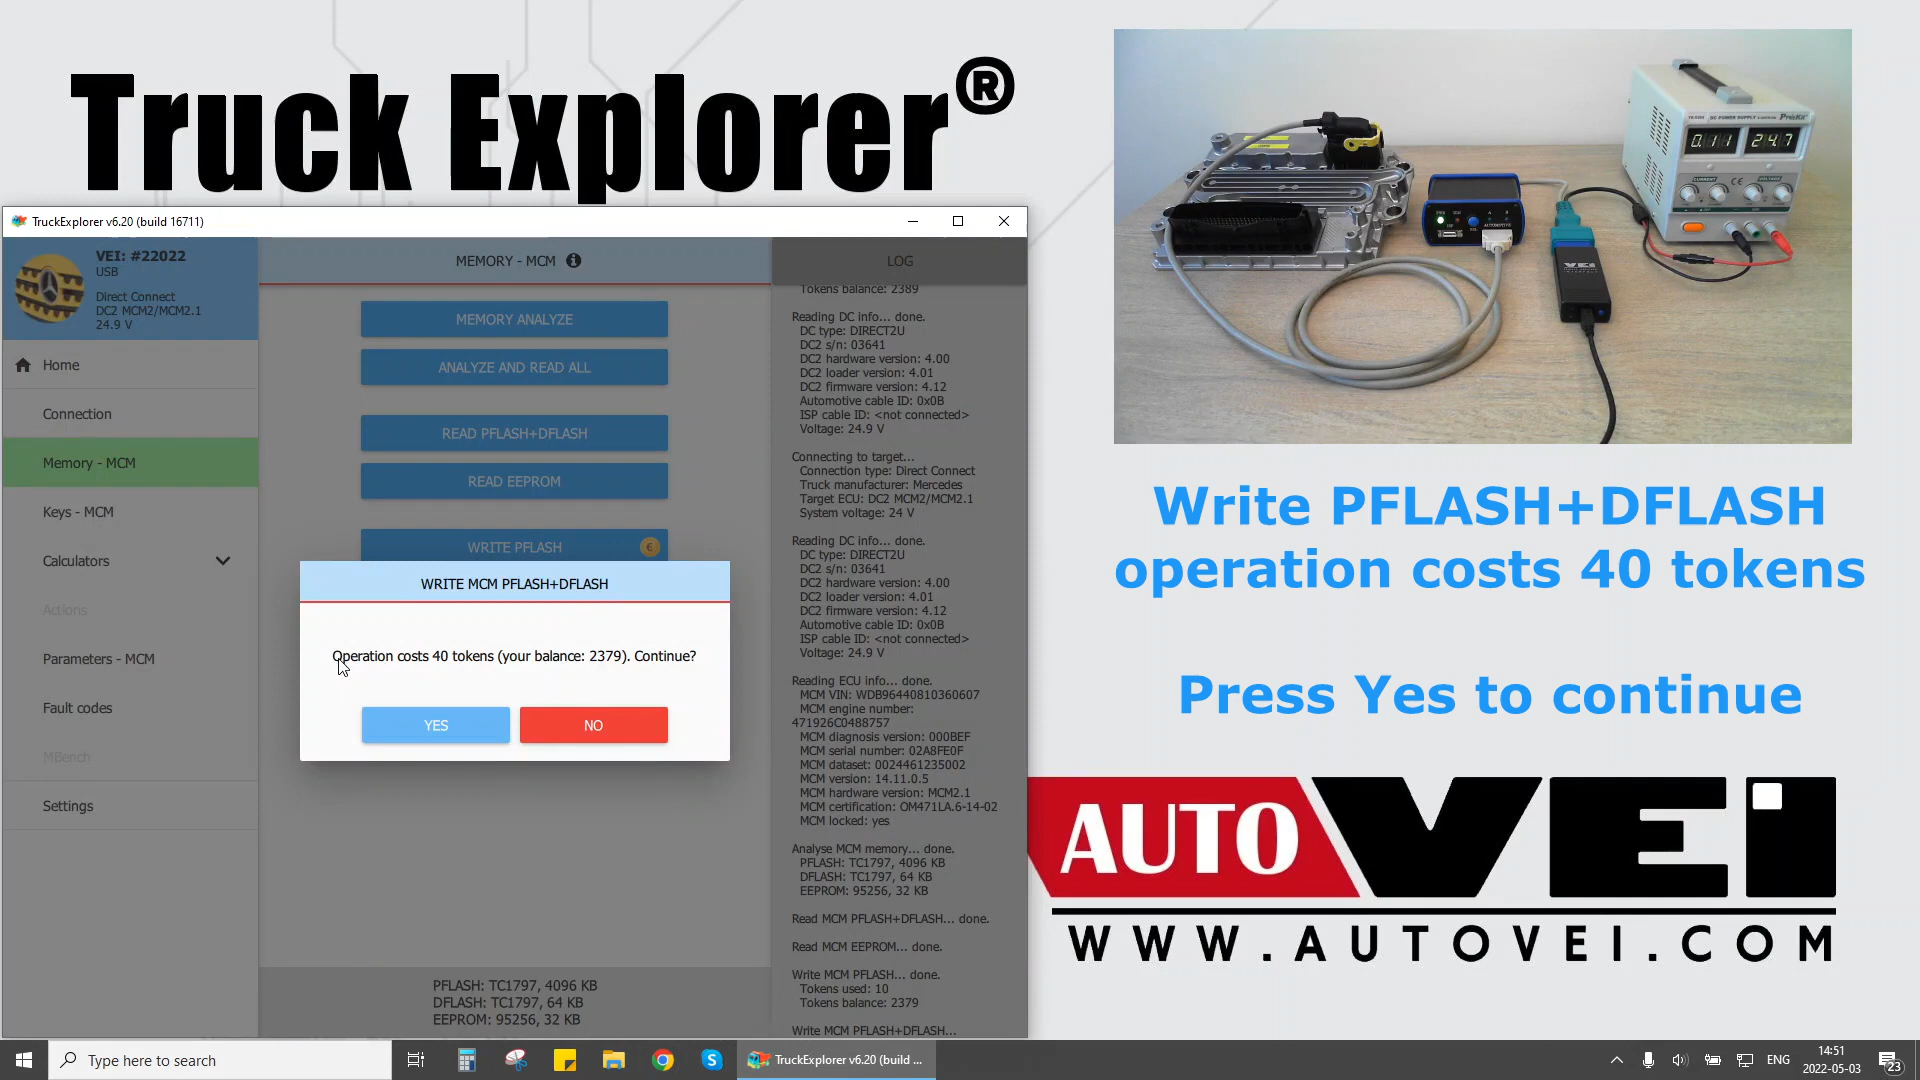 Truck Explorer®
TruckExplorer v6.20 (build 16711)
VEI: #22022
USB
Direct Connect
DC2 MCM2/MCM2.1
24.9 V
Home
Connection
Memory - MCM
Keys - MCM
Calculators
Actions
Parameters - MCM
Fault codes
MBench
Settings
MEMORY - MCM
MEMORY ANALYZE
ANALYZE AND READ ALL
READ PFLASH+DFLASH
READ EEPROM
WRITE PFLASH
WRITE MCM PFLASH+DFLASH
Operation costs 40 tokens (your balance: 2379). Continue?
YES
NO
PFLASH: TC1797, 4096 KB
DFLASH: TC1797, 64 KB
EEPROM: 95256, 32 KB
LOG
Tokens balance: 2389
Reading DC info... done.
DC type: DIRECT2U
DC2 s/n: 03641
DC2 hardware version: 4.00
DC2 loader version: 4.01
DC2 firmware version: 4.12
Automotive cable ID: 0x0B
ISP cable ID: <not connected>
Voltage: 24.9 V
Connecting to target...
Connection type: Direct Connect
Truck manufacturer: Mercedes
Target ECU: DC2 MCM2/MCM2.1
System voltage: 24 V
Reading DC info... done.
DC type: DIRECT2U
DC2 s/n: 03641
DC2 hardware version: 4.00
DC2 loader version: 4.01
DC2 firmware version: 4.12
Automotive cable ID: 0x0B
ISP cable ID: <not connected>
Voltage: 24.9 V
Reading ECU info... done.
MCM VIN: WDB96440810360607
MCM engine number:
471926C0488757
MCM diagnosis version: 000BEF
MCM serial number: 02A8FE0F
MCM dataset: 0024461235002
MCM version: 14.11.0.5
MCM hardware version: MCM2.1
MCM certification: OM471LA.6-14-02
MCM locked: yes
Analyse MCM memory... done.
PFLASH: TC1797, 4096 KB
DFLASH: TC1797, 64 KB
EEPROM: 95256, 32 KB
Read MCM PFLASH+DFLASH... done.
Read MCM EEPROM... done.
Write MCM PFLASH... done.
Tokens used: 10
Tokens balance: 2379
Write MCM PFLASH+DFLASH...
0.11 24.7
VEI
Write PFLASH+DFLASH
operation costs 40 tokens
Press Yes to continue
AUTO VEI
WWW.AUTOVEI.COM
Type here to search
TruckExplorer v6.20 (build ...
ENG
14:51
2022-05-03
23